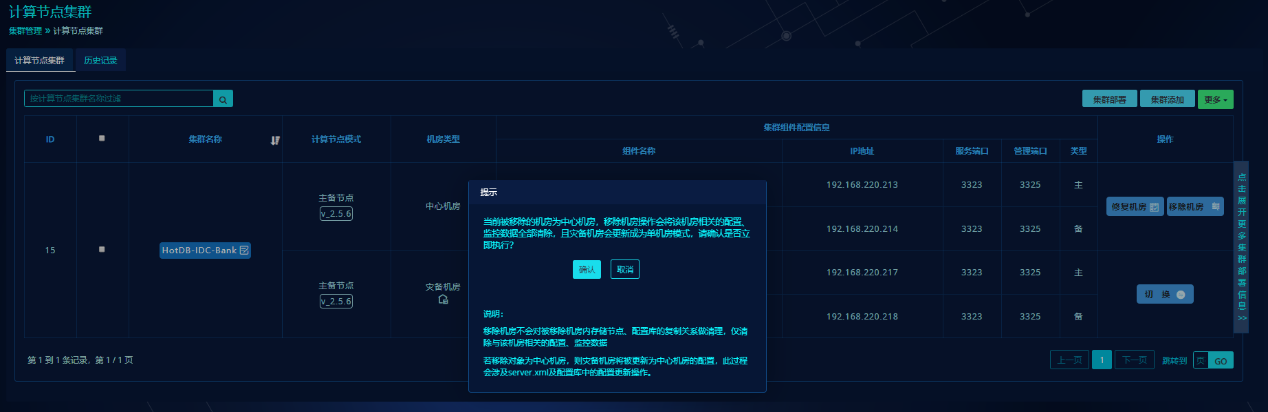 计算节点集群
集群管理 » 计算节点集群
计算节点集群 历史记录
按计算节点集群名称过滤
集群部署 集群添加 更多
ID 集群名称 计算节点模式 机房类型 集群组件配置信息 操作
组件名称 IP地址 服务端口 管理端口 类型
15 HotDB-IDC-Bank
主备节点
v_2.5.6
中心机房
192.168.220.213 3323 3325 主
192.168.220.214 3323 3325 备
修复机房 移除机房
主备节点
v_2.5.6
灾备机房
192.168.220.217 3323 3325 主
192.168.220.218 3323 3325 备
切 换
提示
当前被移除的机房为中心机房，移除机房操作会将该机房相关的配置、
监控数据全部清除，且灾备机房会更新成为单机房模式，请确认是否立
即执行?
确认 取消
说明：
移除机房不会对被移除机房内存储节点、配置库的复制关系做清理，仅清
除与该机房相关的配置、监控数据
若移除对象为中心机房，则灾备机房将被更新为中心机房的配置，此过程
会涉及server.xml及配置库中的配置更新操作。
点击展开更多集群部署信息 >>
第 1 到 1 条记录，第 1 / 1 页
上一页 1 下一页 跳转到 页 GO